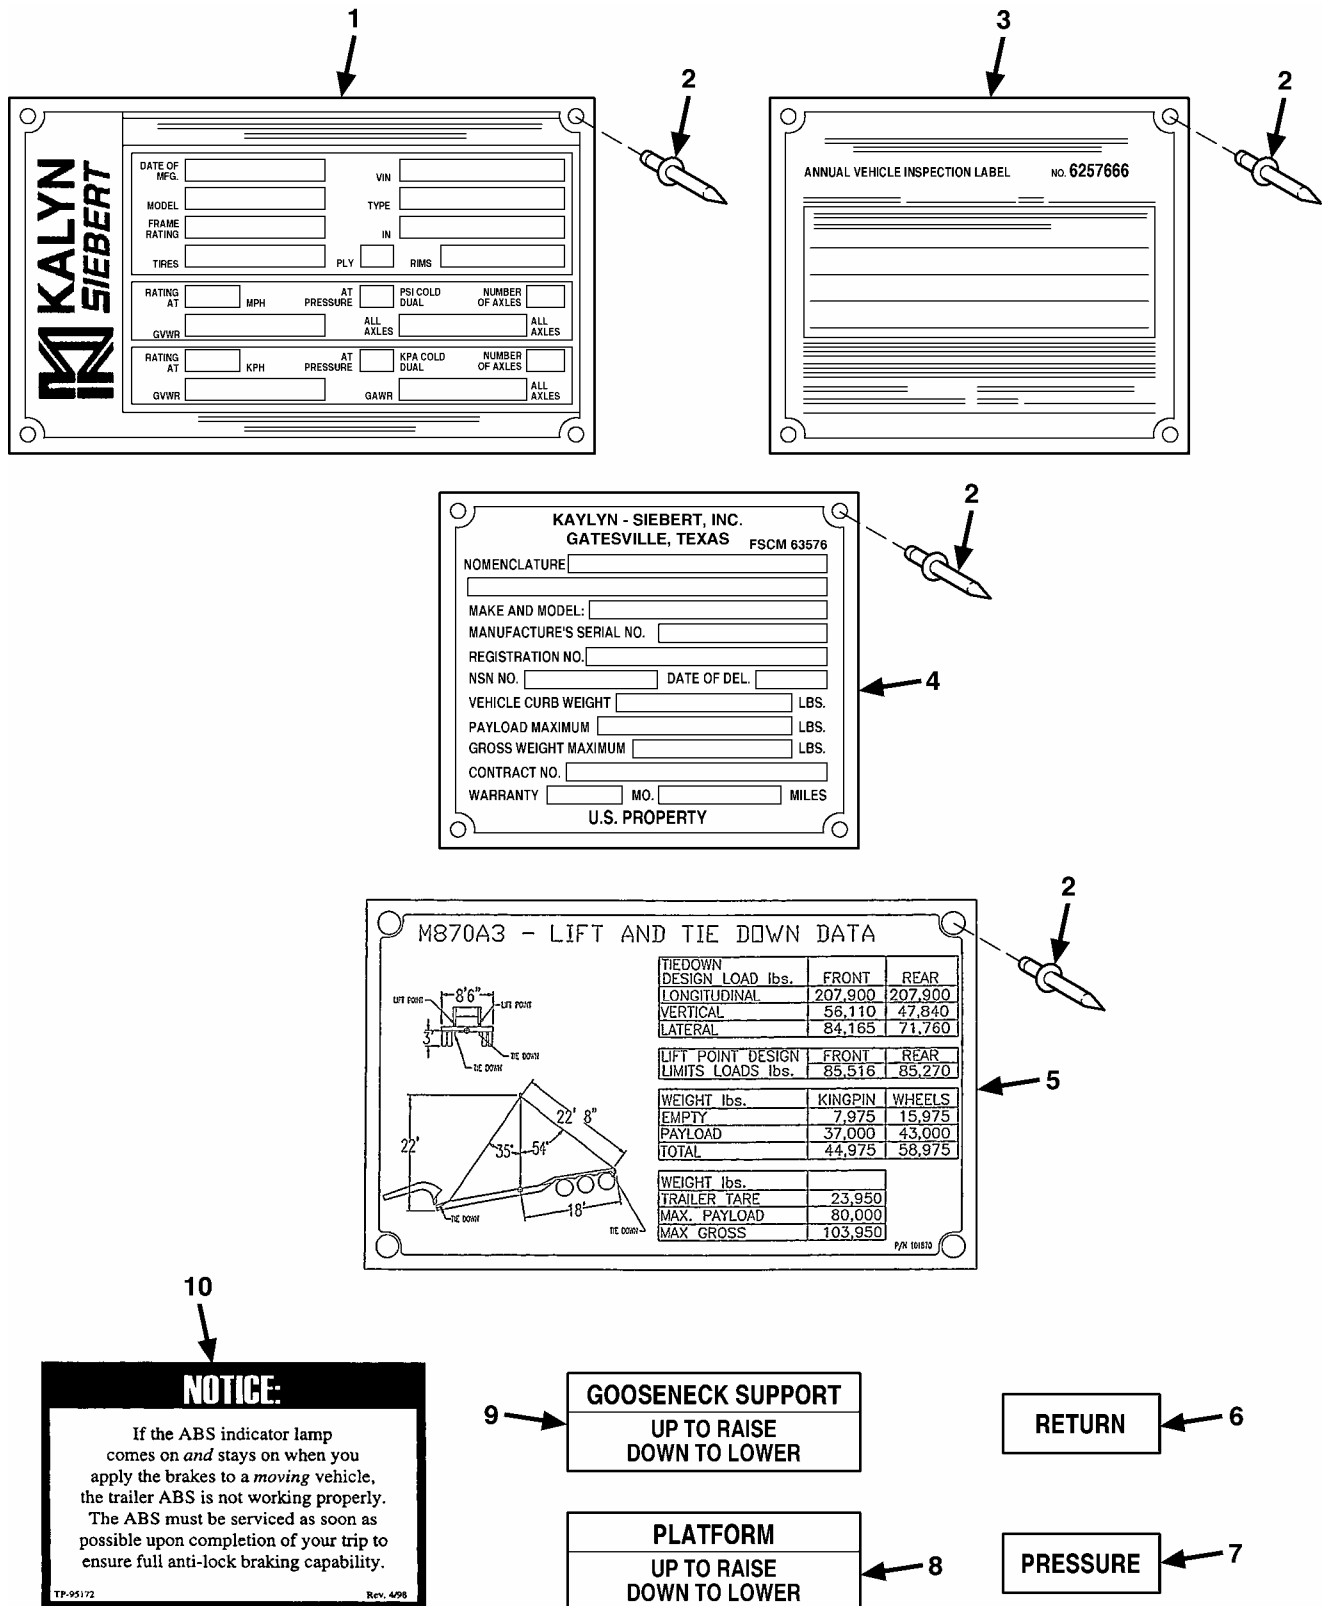 1
3
2
2
KALYN
SIEBERT
DATE OF MFG.
VIN
MODEL
TYPE
FRAME RATING
IN
TIRES
PLY
RIMS
RATING AT
MPH
AT PRESSURE
PSI COLD DUAL
NUMBER OF AXLES
GVWR
ALL AXLES
ALL AXLES
RATING AT
KPH
AT PRESSURE
KPA COLD DUAL
NUMBER OF AXLES
GVWR
GAWR
ALL AXLES
ANNUAL VEHICLE INSPECTION LABEL NO. 6257666
2
KAYLYN - SIEBERT, INC.
GATESVILLE, TEXAS FSCM 63576
NOMENCLATURE
MAKE AND MODEL:
MANUFACTURE'S SERIAL NO.
REGISTRATION NO.
NSN NO. DATE OF DEL.
VEHICLE CURB WEIGHT LBS.
PAYLOAD MAXIMUM LBS.
GROSS WEIGHT MAXIMUM LBS.
CONTRACT NO.
WARRANTY MO. MILES
U.S. PROPERTY
4
2
M870A3 - LIFT AND TIE DOWN DATA
8'6"
LIFT POINT
LIFT POINT
3'
TIE DOWN
TIE DOWN
22'
35°
54°
22' 8"
18'
TIE DOWN
TIE DOWN
TIEDOWN
DESIGN LOAD lbs. FRONT REAR
LONGITUDINAL 207,900 207,900
VERTICAL 56,110 47,840
LATERAL 84,165 71,760
LIFT POINT DESIGN FRONT REAR
LIMITS LOADS lbs. 85,516 85,270
WEIGHT lbs. KINGPIN WHEELS
EMPTY 7,975 15,975
PAYLOAD 37,000 43,000
TOTAL 44,975 58,975
WEIGHT lbs.
TRAILER TARE 23,950
MAX. PAYLOAD 80,000
MAX GROSS 103,950
P/N 101870
5
10
NOTICE:
If the ABS indicator lamp
comes on and stays on when you
apply the brakes to a moving vehicle,
the trailer ABS is not working properly.
The ABS must be serviced as soon as
possible upon completion of your trip to
ensure full anti-lock braking capability.
TP-95172 Rev. 4/98
9
GOOSENECK SUPPORT
UP TO RAISE
DOWN TO LOWER
RETURN
6
PLATFORM
UP TO RAISE
DOWN TO LOWER
8
PRESSURE
7